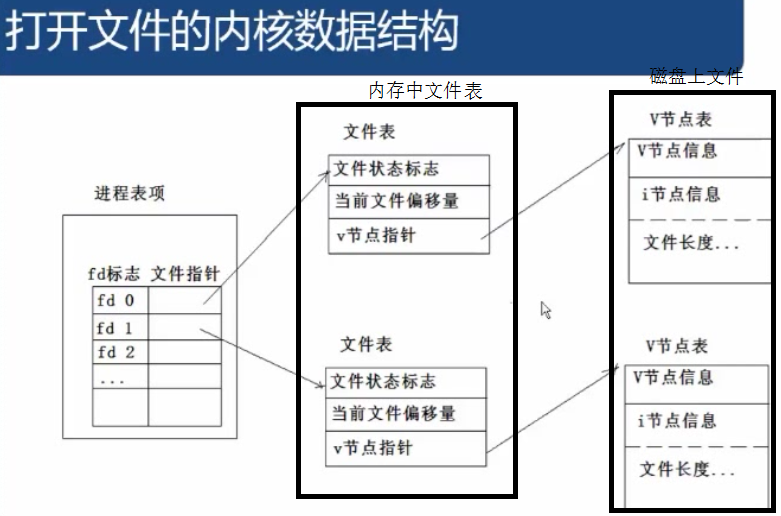 打开文件的内核数据结构
内存中文件表
磁盘上文件
进程表项
fd标志 文件指针
fd 0
fd 1
fd 2
...
文件表
文件状态标志
当前文件偏移量
v节点指针
文件表
文件状态标志
当前文件偏移量
v节点指针
V节点表
V节点信息
i节点信息
文件长度...
V节点表
V节点信息
i节点信息
文件长度...